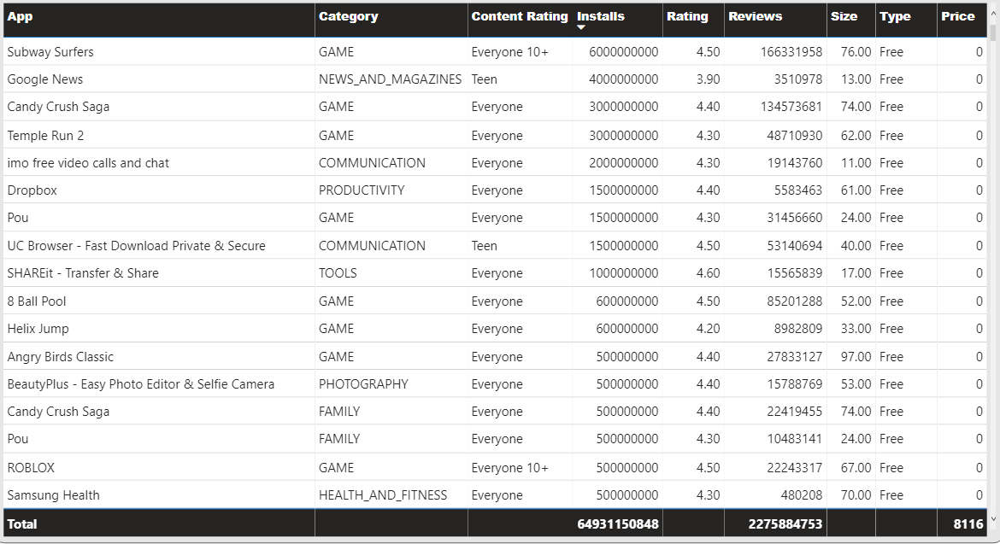 App Category Content Rating Installs Rating Reviews Size Type Price
Subway Surfers GAME Everyone 10+ 6000000000 4.50 166331958 76.00 Free 0
Google News NEWS_AND_MAGAZINES Teen 4000000000 3.90 3510978 13.00 Free 0
Candy Crush Saga GAME Everyone 3000000000 4.40 134573681 74.00 Free 0
Temple Run 2 GAME Everyone 3000000000 4.30 48710930 62.00 Free 0
imo free video calls and chat COMMUNICATION Everyone 2000000000 4.30 19143760 11.00 Free 0
Dropbox PRODUCTIVITY Everyone 1500000000 4.40 5583463 61.00 Free 0
Pou GAME Everyone 1500000000 4.30 31456660 24.00 Free 0
UC Browser - Fast Download Private & Secure COMMUNICATION Teen 1500000000 4.50 53140694 40.00 Free 0
SHAREit - Transfer & Share TOOLS Everyone 1000000000 4.60 15565839 17.00 Free 0
8 Ball Pool GAME Everyone 600000000 4.50 85201288 52.00 Free 0
Helix Jump GAME Everyone 600000000 4.20 8982809 33.00 Free 0
Angry Birds Classic GAME Everyone 500000000 4.40 27833127 97.00 Free 0
BeautyPlus - Easy Photo Editor & Selfie Camera PHOTOGRAPHY Everyone 500000000 4.40 15788769 53.00 Free 0
Candy Crush Saga FAMILY Everyone 500000000 4.40 22419455 74.00 Free 0
Pou FAMILY Everyone 500000000 4.30 10483141 24.00 Free 0
ROBLOX GAME Everyone 10+ 500000000 4.50 22243317 67.00 Free 0
Samsung Health HEALTH_AND_FITNESS Everyone 500000000 4.30 480208 70.00 Free 0
Total 64931150848 2275884753 8116